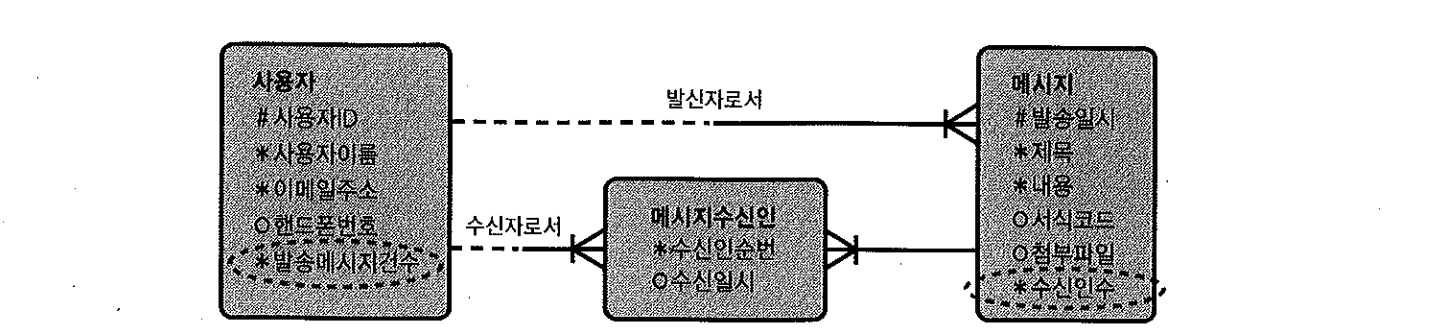 사용자
#사용자ID
*사용자이름
*이메일주소
O핸드폰번호
*발송메시지건수
발신자로서
수신자로서
메시지수신인
*수신인순번
O수신일시
메시지
#발송일시
*제목
*내용
O서식코드
O첨부파일
*수신인수